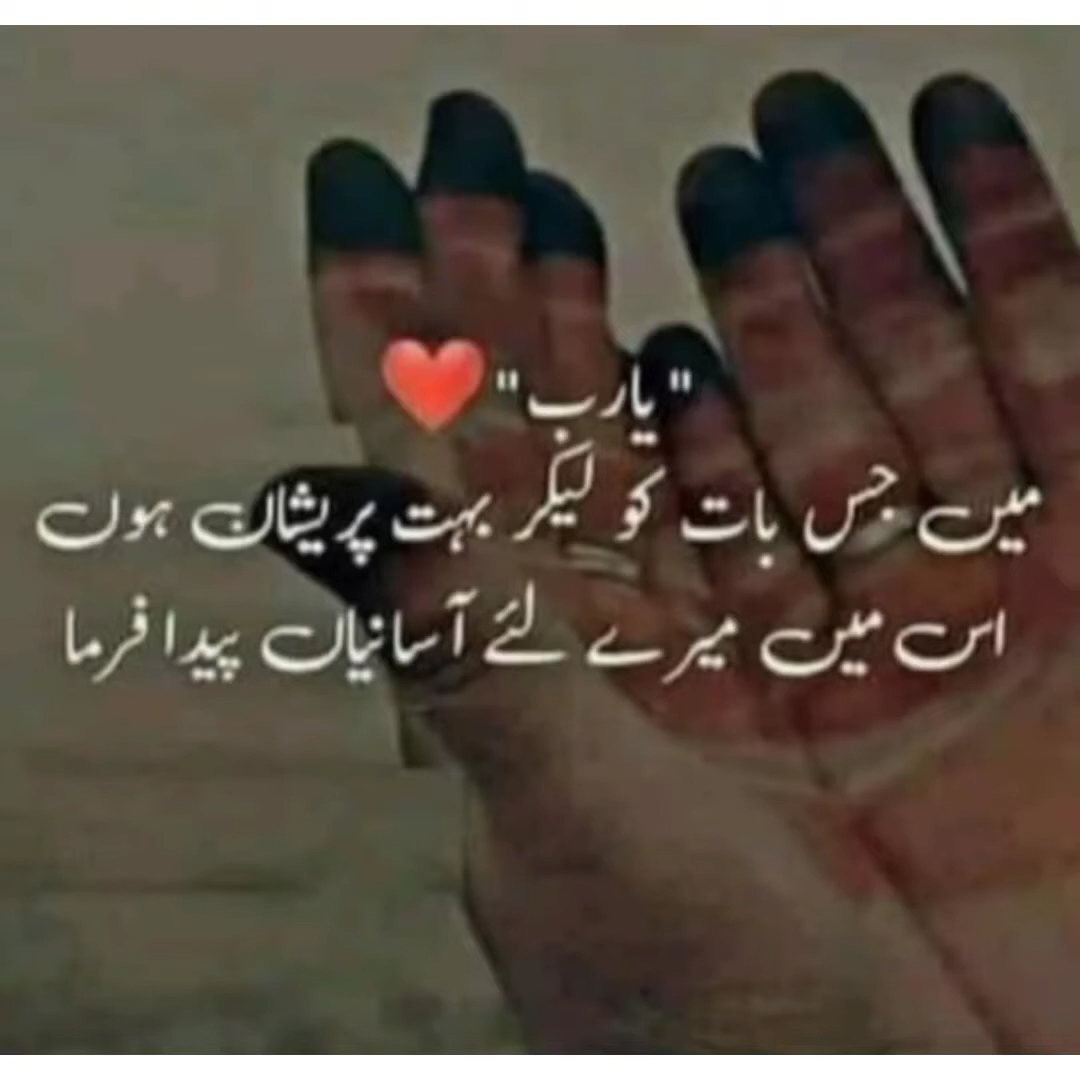 "یارب" ❤️
میں جس بات کو لیکر بہت پریشان ہوں
اس میں میرے لئے آسانیاں پیدا فرما